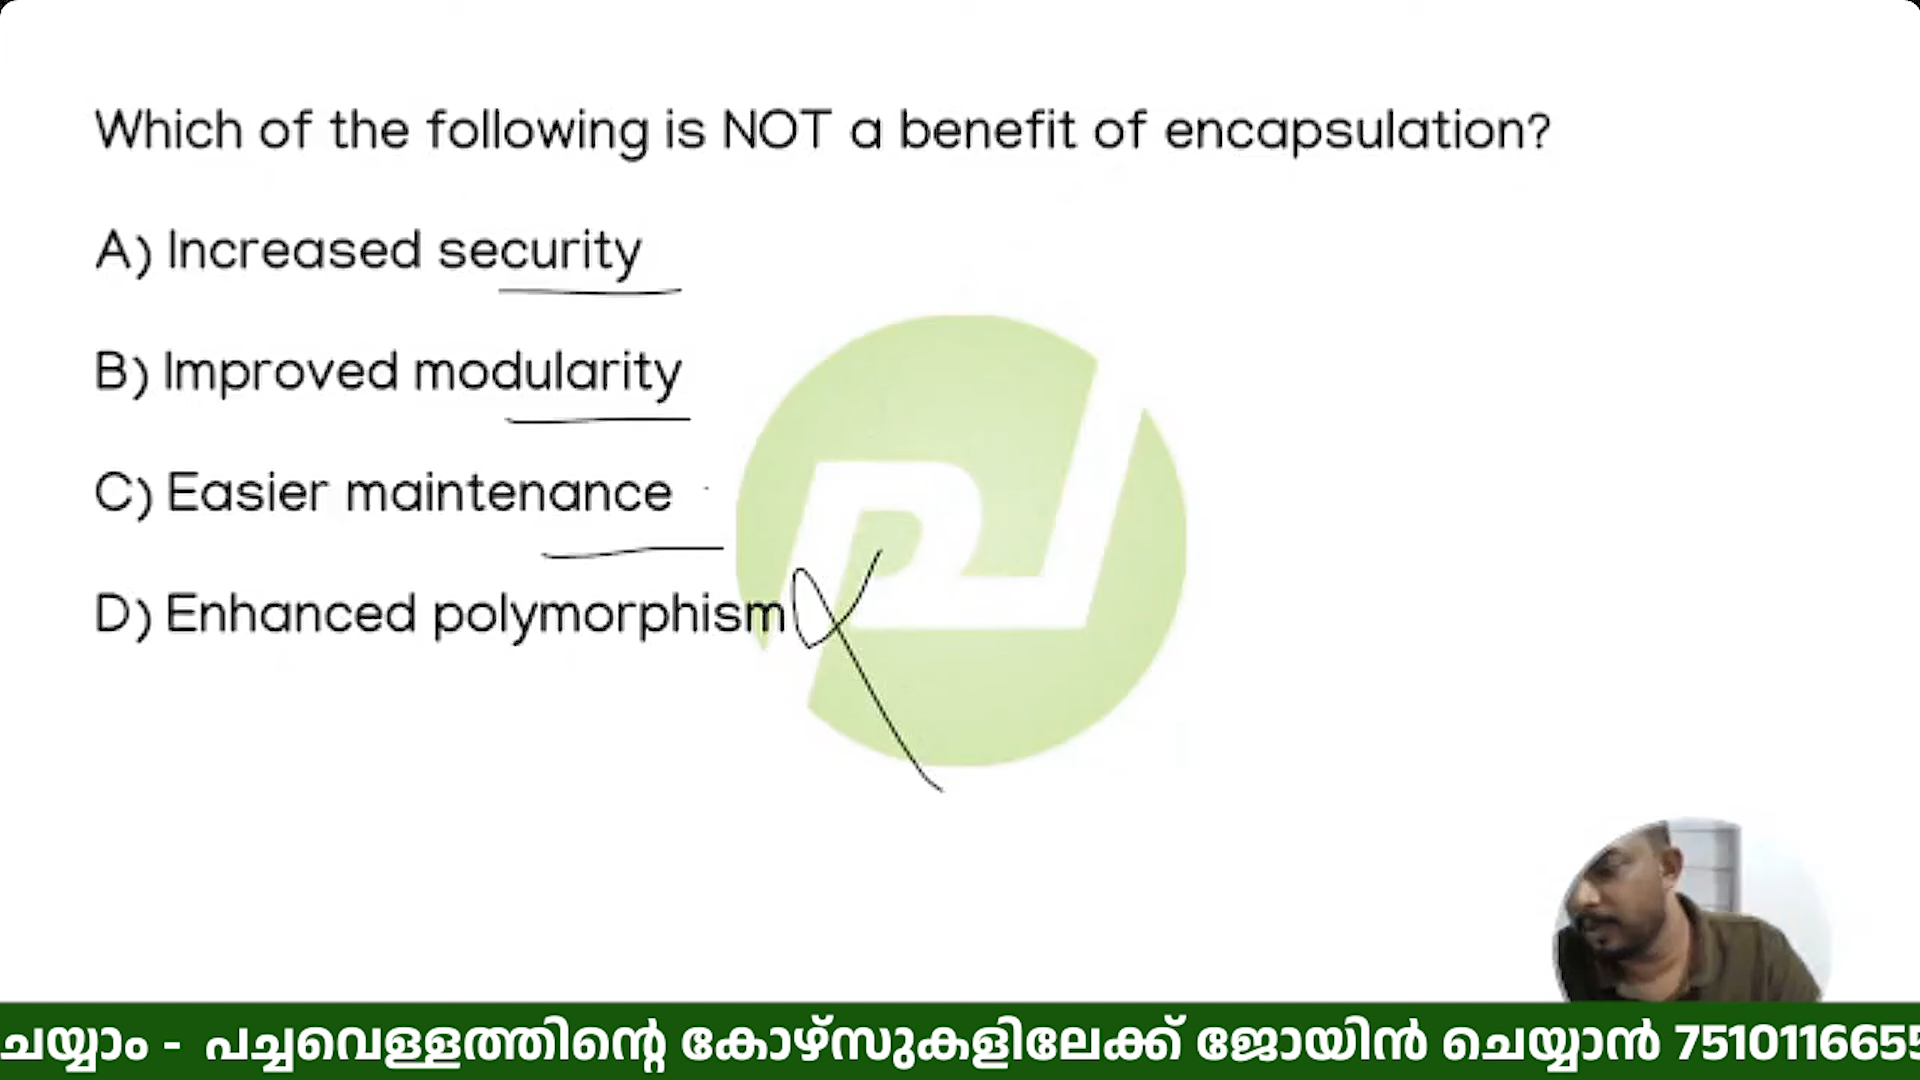 Which of the following is NOT a benefit of encapsulation?
A) Increased security
B) Improved modularity
C) Easier maintenance
D) Enhanced polymorphism
ചെയ്യാം - പച്ചവെള്ളത്തിന്റെ കോഴ്സുകളിലേക്ക് ജോയിൻ ചെയ്യാൻ 7510116655